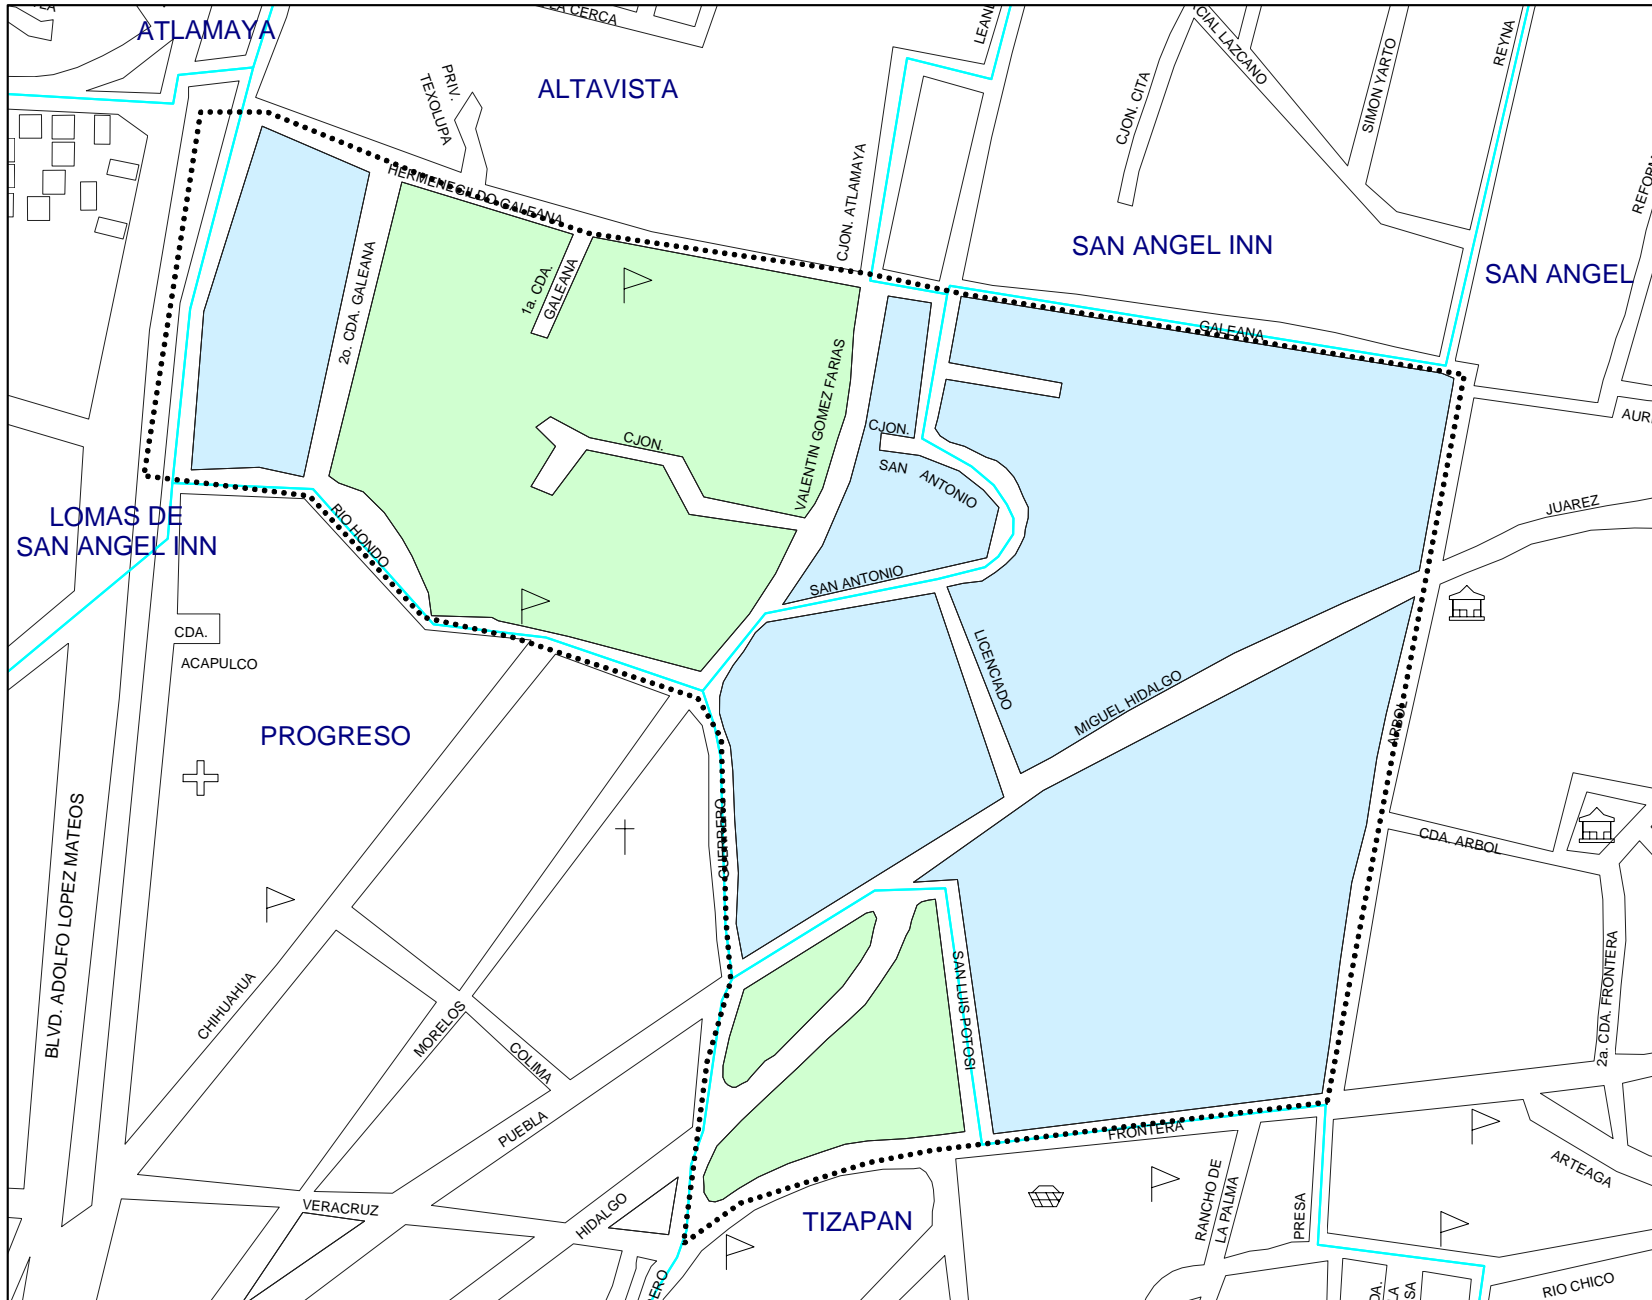 ATLAMAYA
LA CERCA
ALTAVISTA
PRIV.
TEXOLUPA
HERMENEGILDO GALEANA
CJON. ATLAMAYA
CJON. CITA
LAZCANO
SIMON YARTO
REYNA
SAN ANGEL INN
SAN ANGEL
GALEANA
2o. CDA. GALEANA
1a. CDA.
GALEANA
VALENTIN GOMEZ FARIAS
CJON.
CJON.
SAN ANTONIO
SAN ANTONIO
RIO HONDO
LOMAS DE
SAN ANGEL INN
CDA.
ACAPULCO
PROGRESO
LICENCIADO
MIGUEL HIDALGO
ARBOL
JUAREZ
CDA. ARBOL
2a. CDA. FRONTERA
BLVD. ADOLFO LOPEZ MATEOS
GUERRERO
CHIHUAHUA
MORELOS
COLIMA
PUEBLA
SAN LUIS POTOSI
FRONTERA
VERACRUZ
HIDALGO
TIZAPAN
RANCHO DE
LA PALMA
PRESA
ARTEAGA
RIO CHICO